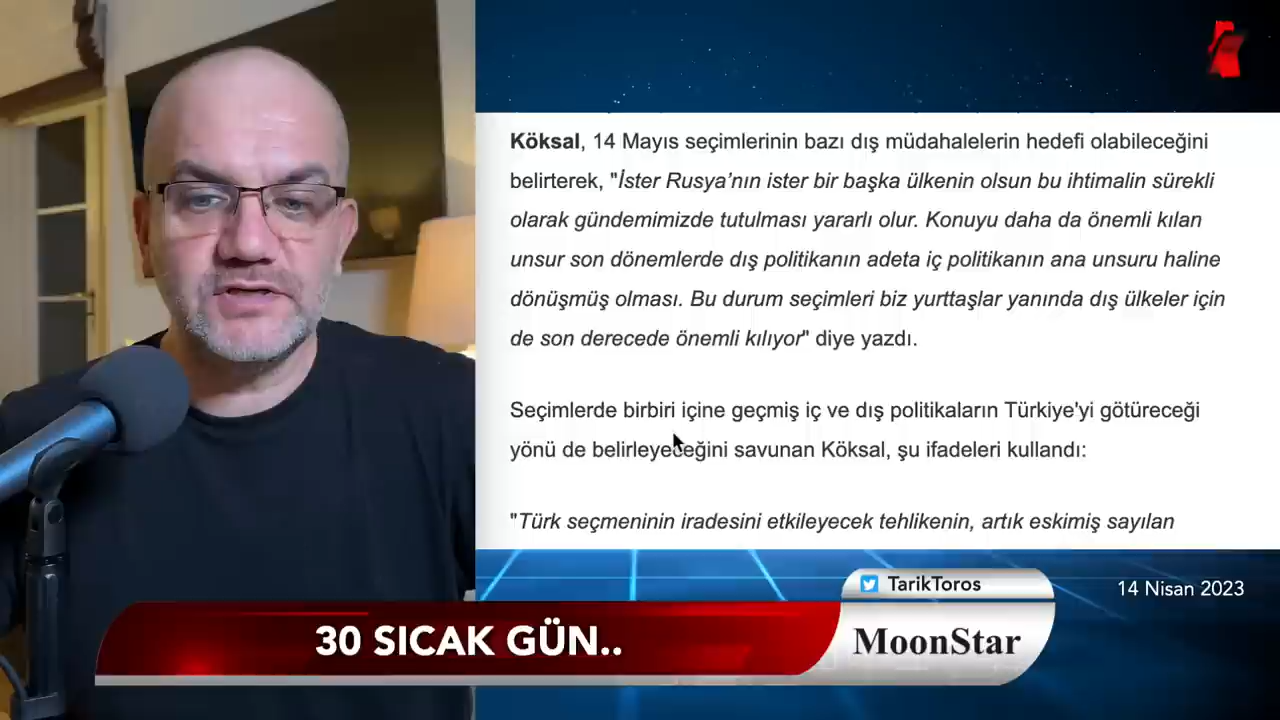 Köksal, 14 Mayıs seçimlerinin bazı dış müdahalelerin hedefi olabileceğini
belirterek, "İster Rusya’nın ister bir başka ülkenin olsun bu ihtimalin sürekli
olarak gündemimizde tutulması yararlı olur. Konuyu daha da önemli kılan
unsur son dönemlerde dış politikanın adeta iç politikanın ana unsuru haline
dönüşmüş olması. Bu durum seçimleri biz yurttaşlar yanında dış ülkeler için
de son derecede önemli kılıyor" diye yazdı.
Seçimlerde birbiri içine geçmiş iç ve dış politikaların Türkiye'yi götüreceği
yönü de belirleyeceğini savunan Köksal, şu ifadeleri kullandı:
"Türk seçmeninin iradesini etkileyecek tehlikenin, artık eskimiş sayılan
TarikToros
14 Nisan 2023
30 SICAK GÜN..
MoonStar